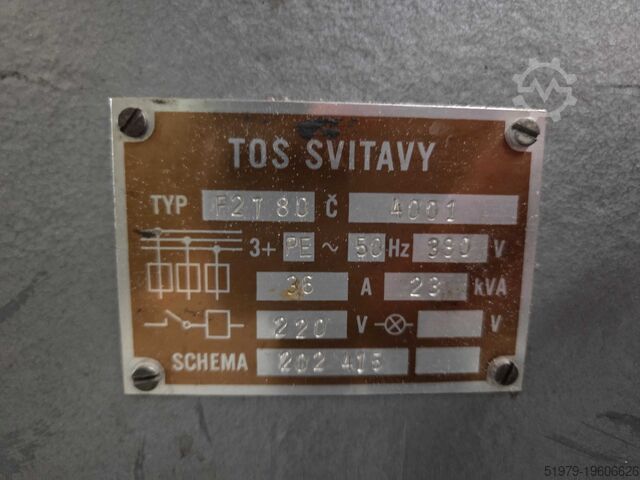 TOS SVITAVY
TYP F2T 80 Č 4001
3+ PE ~ 50 Hz 380 V
36 A 23 kVA
220 V V
SCHEMA 202 415
51979-19606626